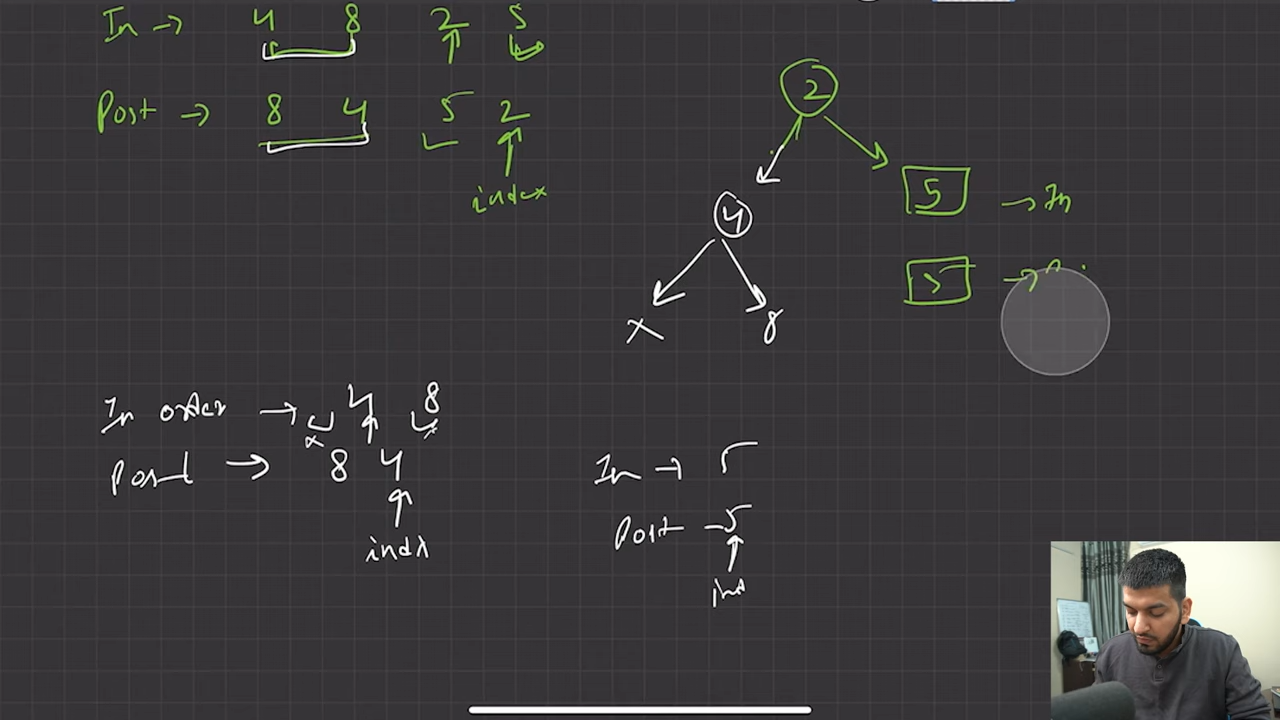 In → 4 8 2 5
Post → 8 4 5 2
index
2
5 → In
4
5 →
x 8
In order → 4 8
x x
Post → 8 4
index
In → 5
Post → 5
ind